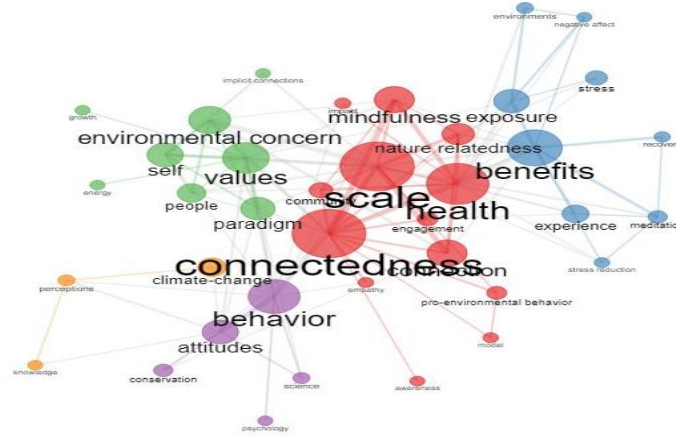 environments
negative affect
implicit connections
stress
growth
impact
mindfulness
exposure
environmental concern
nature relatedness
recovery
self
values
benefits
energy
people
scale
health
paradigm
engagement
experience
meditation
connectedness
connection
stress reduction
climate-change
perceptions
empathy
pro-environmental behavior
behavior
attitudes
model
knowledge
conservation
science
awareness
psychology